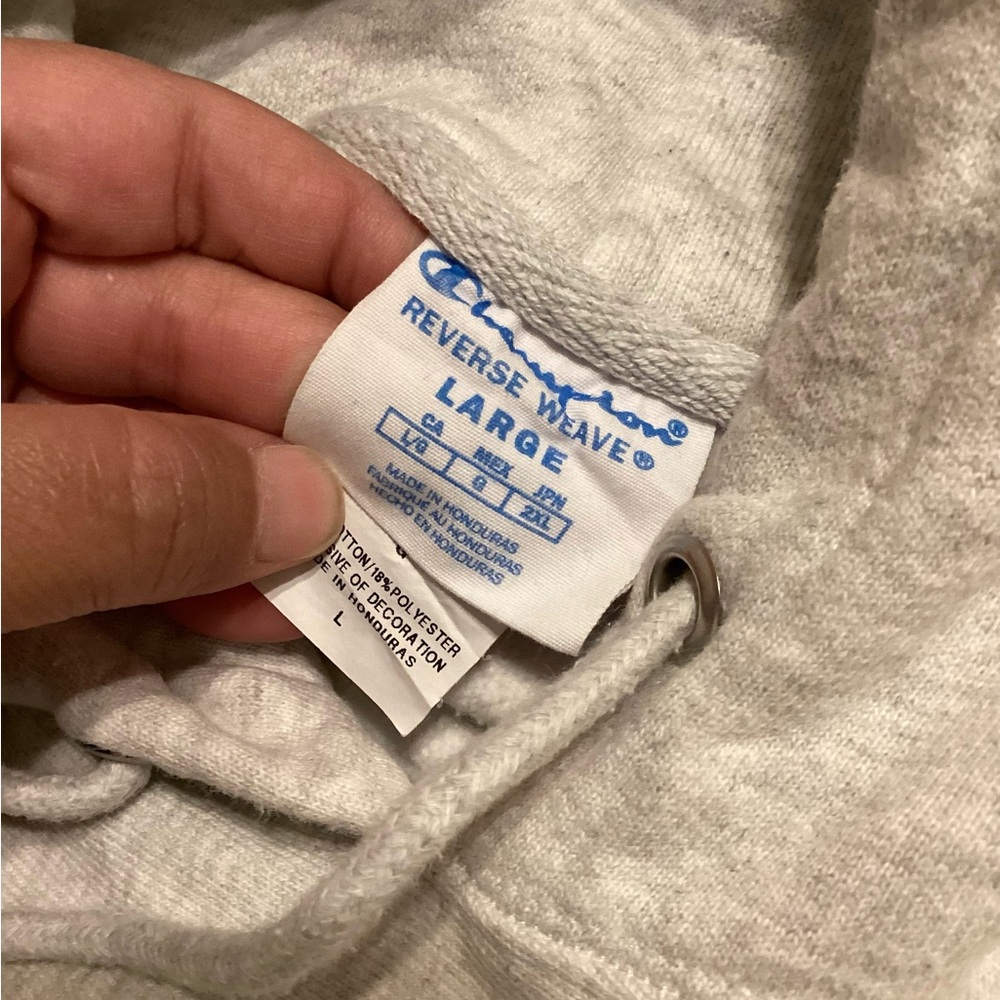 Champion®
REVERSE WEAVE®
LARGE
CA MEX JPN
L/G G 2XL
MADE IN HONDURAS
FABRIQUÉ AU HONDURAS
HECHO EN HONDURAS
TTON/18%POLYESTER
SIVE OF DECORATION
DE IN HONDURAS
L